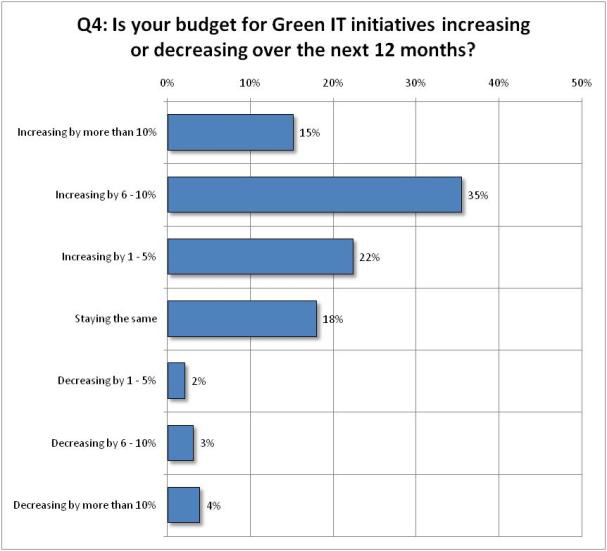 Q4: Is your budget for Green IT initiatives increasing
or decreasing over the next 12 months?
0% 10% 20% 30% 40% 50%
Increasing by more than 10% 15%
Increasing by 6 - 10% 35%
Increasing by 1 - 5% 22%
Staying the same 18%
Decreasing by 1 - 5% 2%
Decreasing by 6 - 10% 3%
Decreasing by more than 10% 4%